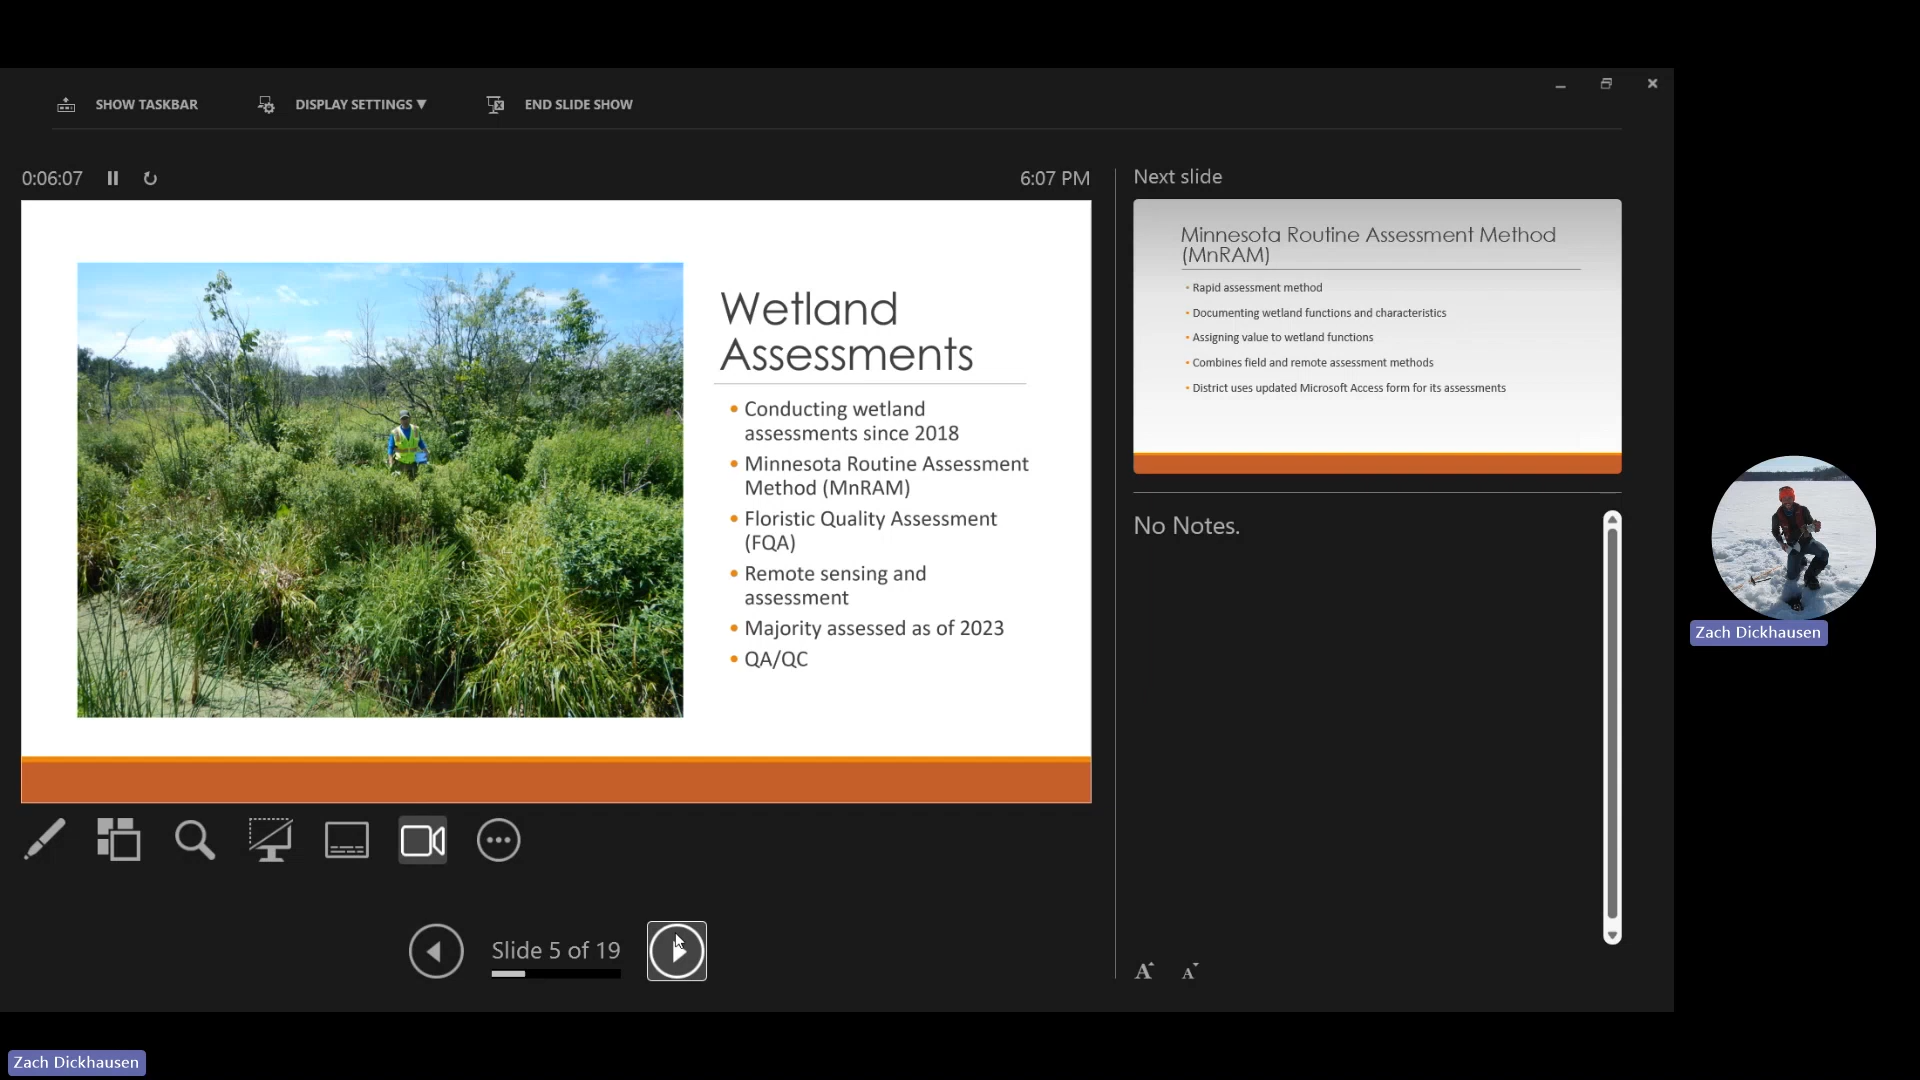 SHOW TASKBAR
DISPLAY SETTINGS ▼
END SLIDE SHOW
0:06:07
6:07 PM
Wetland
Assessments
• Conducting wetland
assessments since 2018
• Minnesota Routine Assessment
Method (MnRAM)
• Floristic Quality Assessment
(FQA)
• Remote sensing and
assessment
• Majority assessed as of 2023
• QA/QC
Slide 5 of 19
Next slide
Minnesota Routine Assessment Method
(MnRAM)
• Rapid assessment method
• Documenting wetland functions and characteristics
• Assigning value to wetland functions
• Combines field and remote assessment methods
• District uses updated Microsoft Access form for its assessments
No Notes.
A A
Zach Dickhausen
Zach Dickhausen